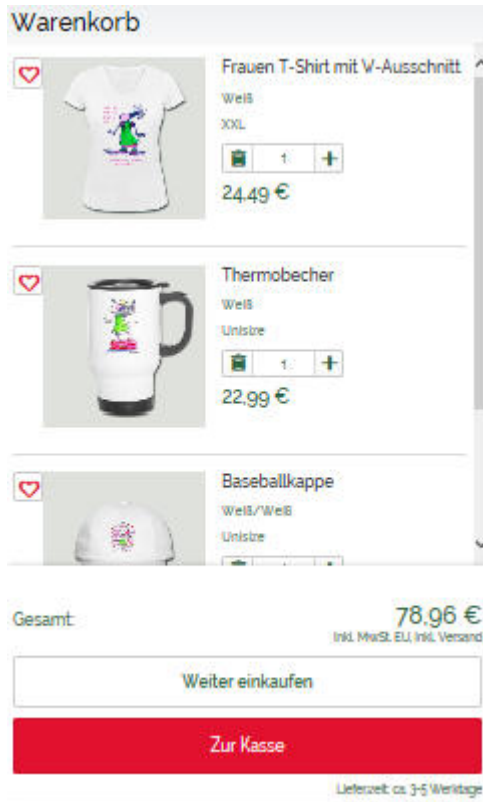 Warenkorb
Frauen T-Shirt mit V-Ausschnitt
Weiß
XXL
1
24,49 €
Thermobecher
Weiß
Unisize
1
22,99 €
Baseballkappe
Weiß/Weiß
Unisize
Gesamt:
78,96 €
Inkl. MwSt. EU, Inkl. Versand
Weiter einkaufen
Zur Kasse
Lieferzeit: ca. 3-5 Werktage